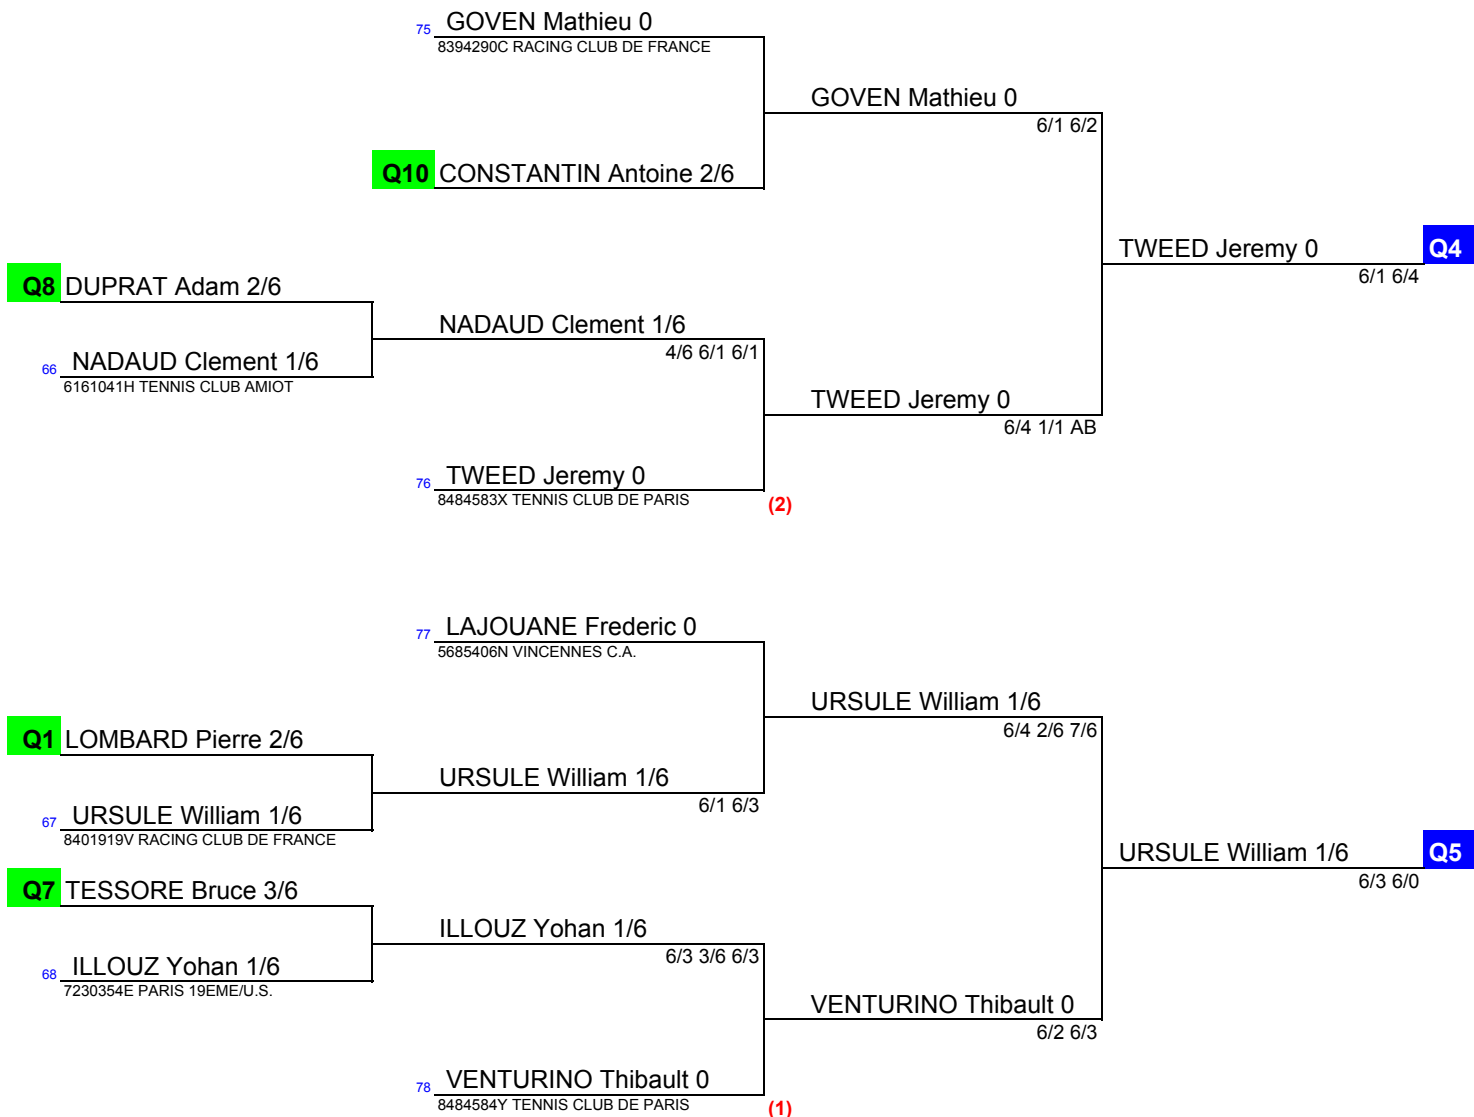 75 GOVEN Mathieu 0
8394290C RACING CLUB DE FRANCE
GOVEN Mathieu 0
6/1 6/2
Q10 CONSTANTIN Antoine 2/6
TWEED Jeremy 0 Q4
6/1 6/4
Q8 DUPRAT Adam 2/6
NADAUD Clement 1/6
4/6 6/1 6/1
66 NADAUD Clement 1/6
6161041H TENNIS CLUB AMIOT
TWEED Jeremy 0
6/4 1/1 AB
76 TWEED Jeremy 0
8484583X TENNIS CLUB DE PARIS (2)
77 LAJOUANE Frederic 0
5685406N VINCENNES C.A.
URSULE William 1/6
6/4 2/6 7/6
Q1 LOMBARD Pierre 2/6
URSULE William 1/6
6/1 6/3
67 URSULE William 1/6
8401919V RACING CLUB DE FRANCE
URSULE William 1/6 Q5
6/3 6/0
Q7 TESSORE Bruce 3/6
ILLOUZ Yohan 1/6
6/3 3/6 6/3
68 ILLOUZ Yohan 1/6
7230354E PARIS 19EME/U.S.
VENTURINO Thibault 0
6/2 6/3
78 VENTURINO Thibault 0
8484584Y TENNIS CLUB DE PARIS (1)